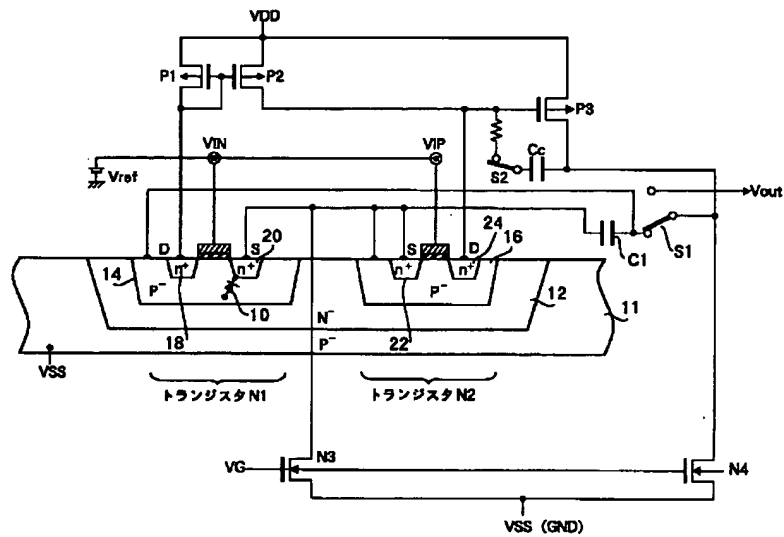 VDD
P1
P2
P3
VIN
VIP
Vref
Cc
S2
Vout
S1
C1
D
S
20
S
D
24
16
14
n+
n+
n+
n+
P-
P-
10
12
11
N-
18
22
P-
VSS
トランジスタN1
トランジスタN2
VG
N3
N4
VSS (GND)